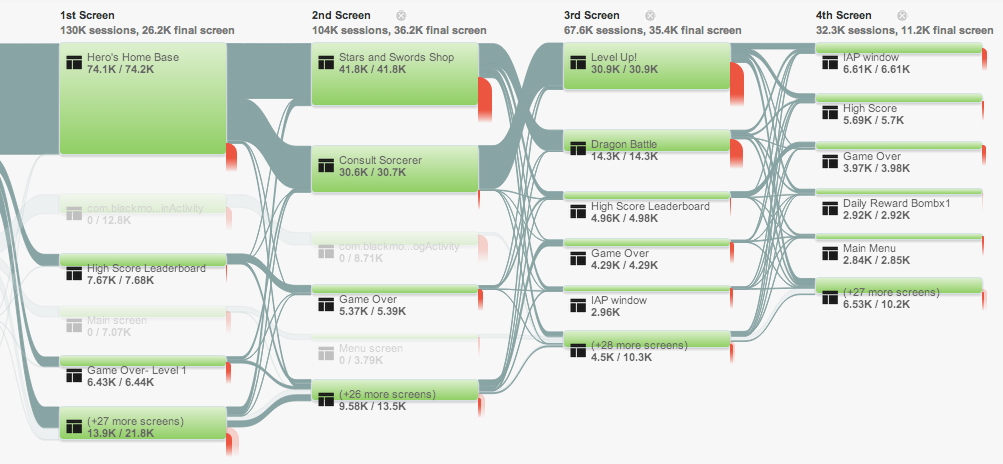 1st Screen
130K sessions, 26.2K final screen
Hero's Home Base
74.1K / 74.2K
com.blackmo...inActivity
0 / 12.8K
High Score Leaderboard
7.67K / 7.68K
Main screen
0 / 7.07K
Game Over- Level 1
6.43K / 6.44K
(+27 more screens)
13.9K / 21.8K
2nd Screen
104K sessions, 36.2K final screen
Stars and Swords Shop
41.8K / 41.8K
Consult Sorcerer
30.6K / 30.7K
com.blackmo...ogActivity
0 / 8.71K
Game Over
5.37K / 5.39K
Menu screen
0 / 3.79K
(+26 more screens)
9.58K / 13.5K
3rd Screen
67.6K sessions, 35.4K final screen
Level Up!
30.9K / 30.9K
Dragon Battle
14.3K / 14.3K
High Score Leaderboard
4.96K / 4.98K
Game Over
4.29K / 4.29K
IAP window
2.96K
(+28 more screens)
4.5K / 10.3K
4th Screen
32.3K sessions, 11.2K final screen
IAP window
6.61K / 6.61K
High Score
5.69K / 5.7K
Game Over
3.97K / 3.98K
Daily Reward Bombx1
2.92K / 2.92K
Main Menu
2.84K / 2.85K
(+27 more screens)
6.53K / 10.2K